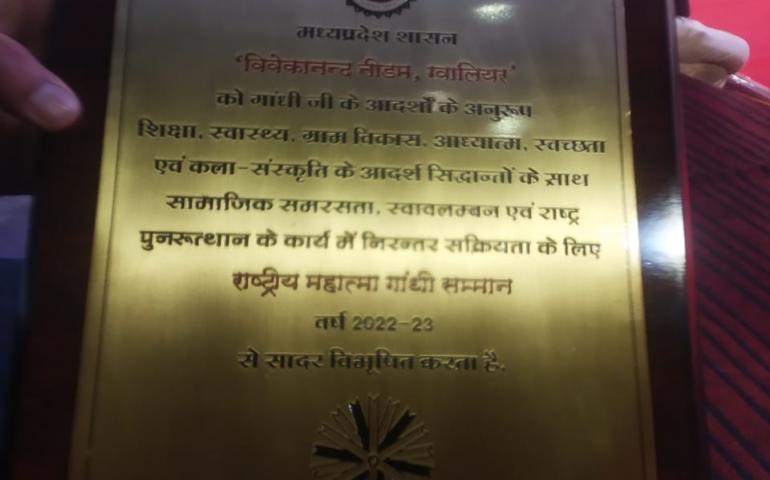 मध्यप्रदेश शासन
'विवेकानन्द नीडम, ग्वालियर'
को गांधी जी के आदर्शों के अनुरूप
शिक्षा, स्वास्थ्य, ग्राम विकास, आध्यात्म, स्वच्छता
एवं कला-संस्कृति के आदर्श सिद्धान्तों के साथ
सामाजिक समरसता, स्वावलम्बन एवं राष्ट्र
पुनरूत्थान के कार्य में निरन्तर सक्रियता के लिए
राष्ट्रीय महात्मा गांधी सम्मान
वर्ष 2022-23
से सादर विभूषित करता है.